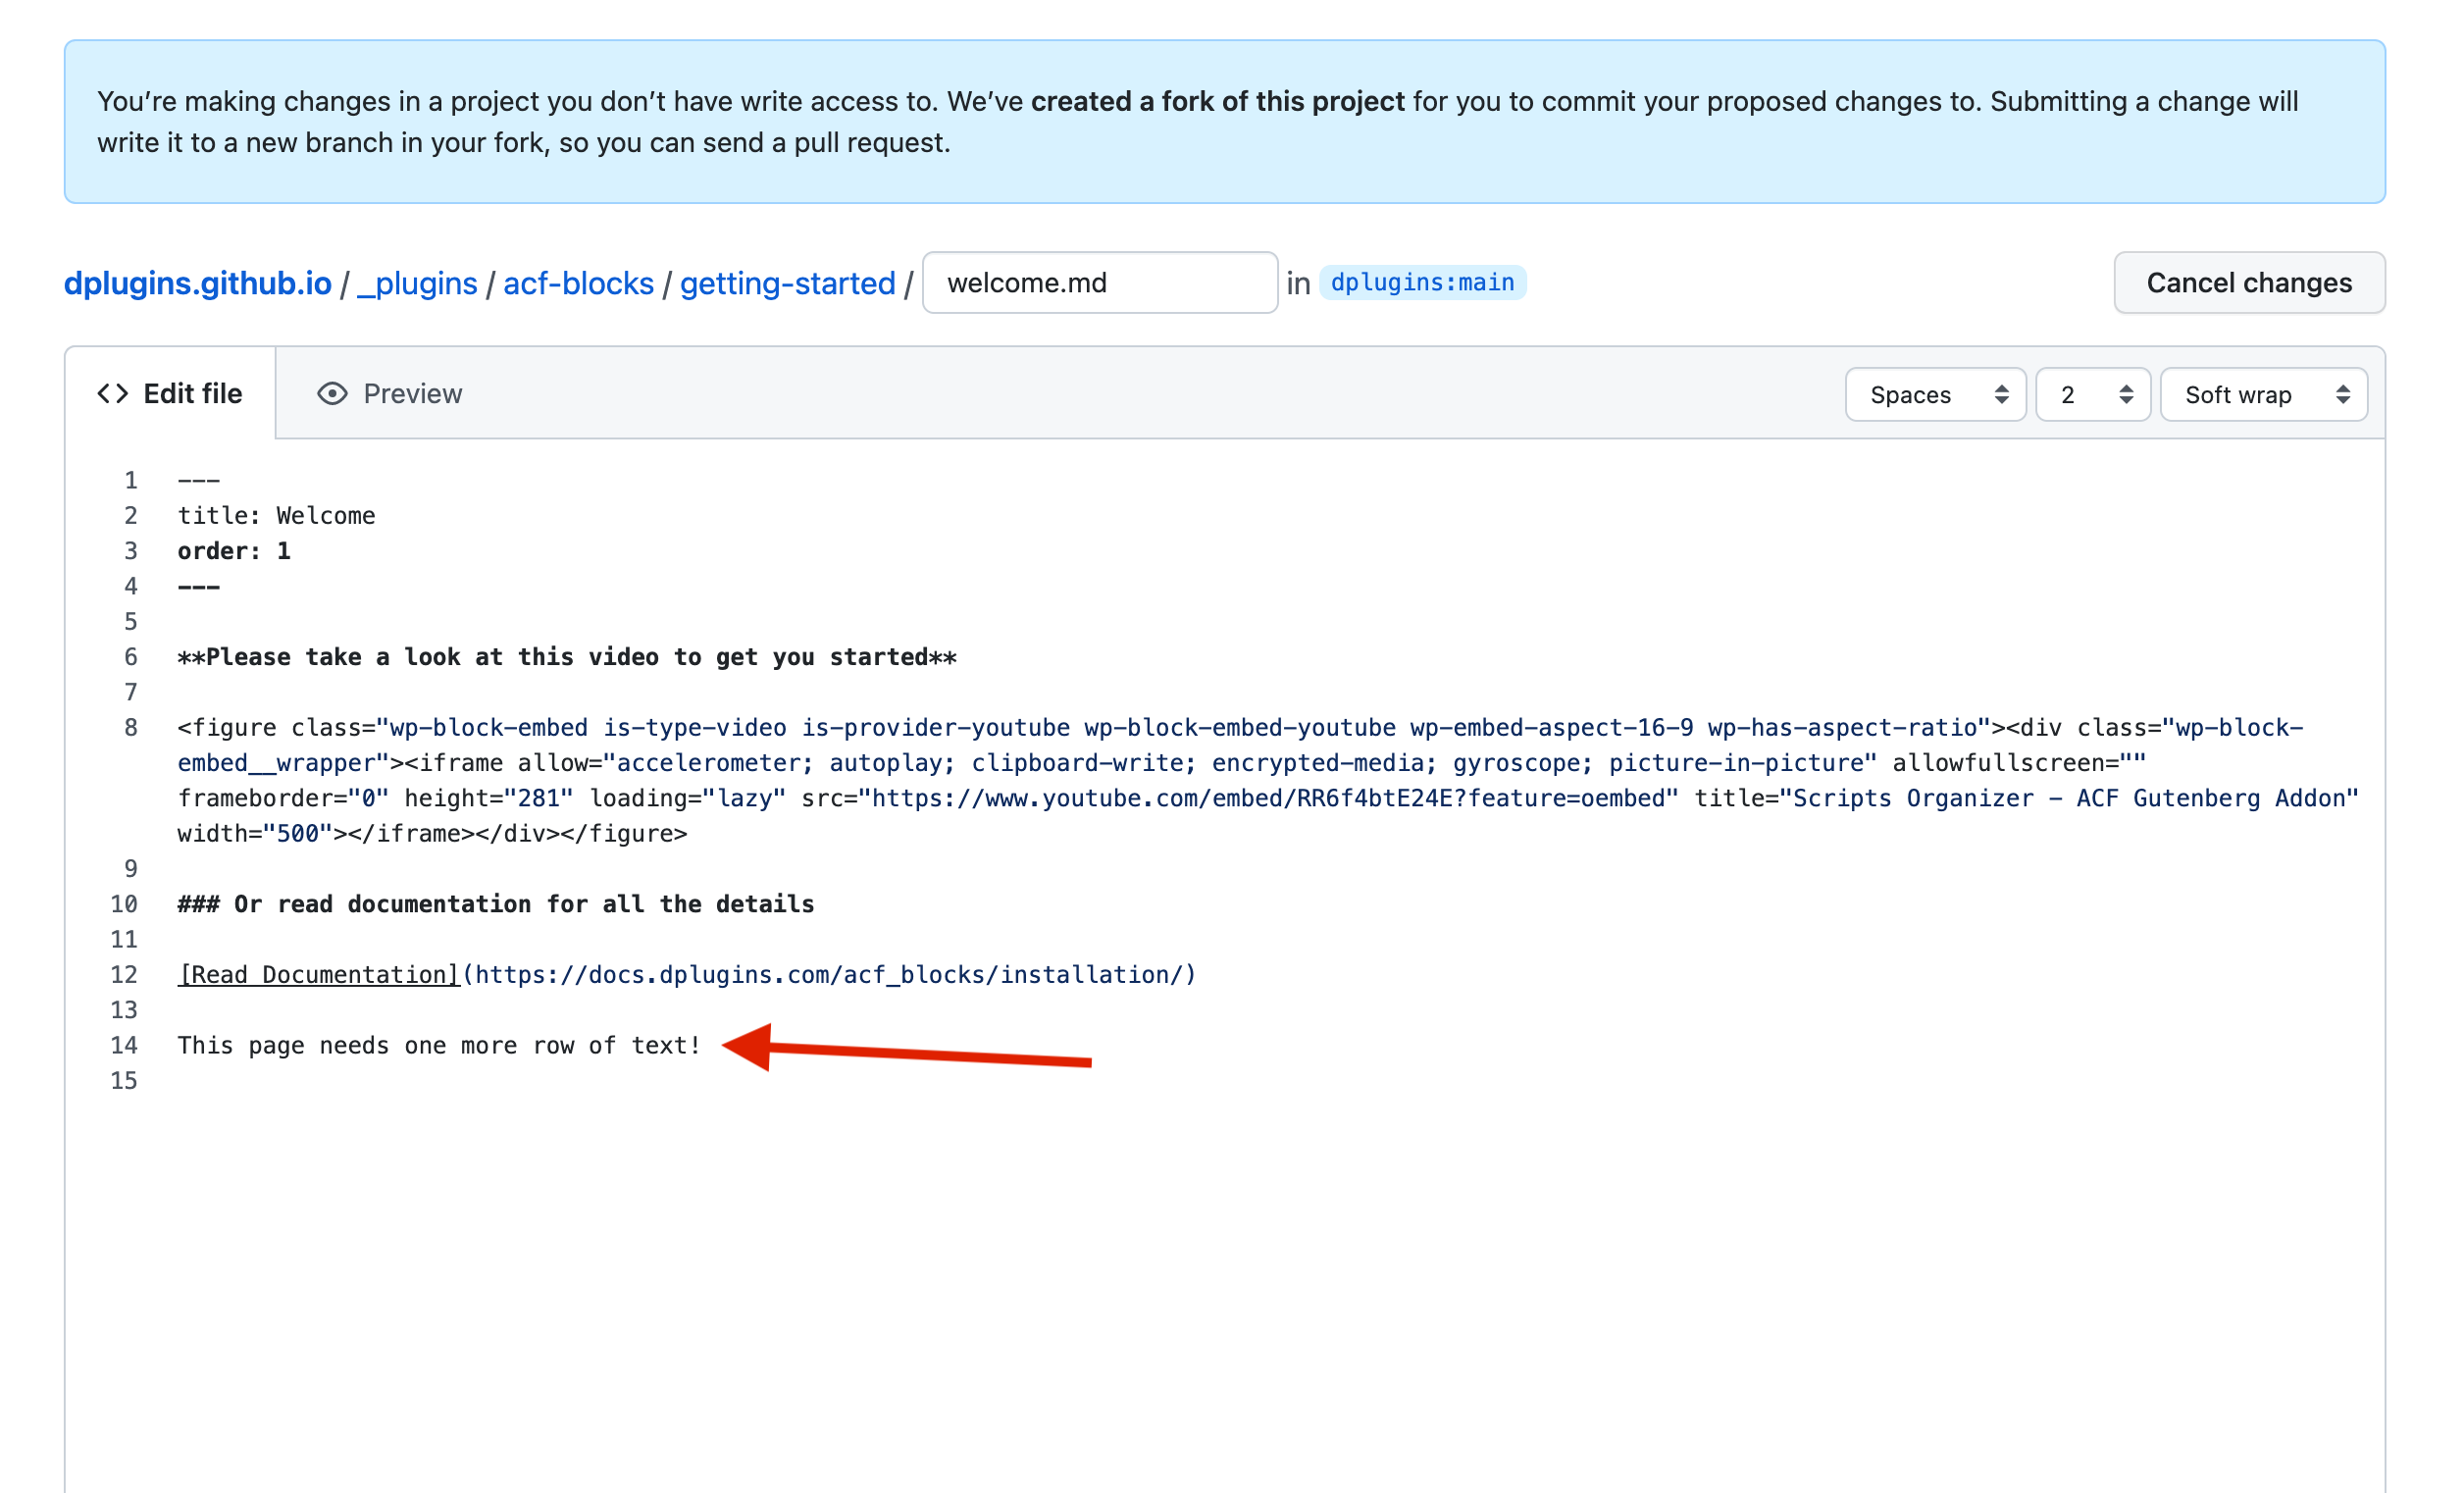 You’re making changes in a project you don’t have write access to. We’ve created a fork of this project for you to commit your proposed changes to. Submitting a change will
write it to a new branch in your fork, so you can send a pull request.
dplugins.github.io / _plugins / acf-blocks / getting-started / welcome.md in dplugins:main Cancel changes
Edit file Preview Spaces 2 Soft wrap
1 ---
2 title: Welcome
3 order: 1
4 ---
5
6 **Please take a look at this video to get you started**
7
8 <figure class="wp-block-embed is-type-video is-provider-youtube wp-block-embed-youtube wp-embed-aspect-16-9 wp-has-aspect-ratio"><div class="wp-block-
embed__wrapper"><iframe allow="accelerometer; autoplay; clipboard-write; encrypted-media; gyroscope; picture-in-picture" allowfullscreen=""
frameborder="0" height="281" loading="lazy" src="https://www.youtube.com/embed/RR6f4btE24E?feature=oembed" title="Scripts Organizer – ACF Gutenberg Addon"
width="500"></iframe></div></figure>
9
10 ### Or read documentation for all the details
11
12 [Read Documentation](https://docs.dplugins.com/acf_blocks/installation/)
13
14 This page needs one more row of text!
15